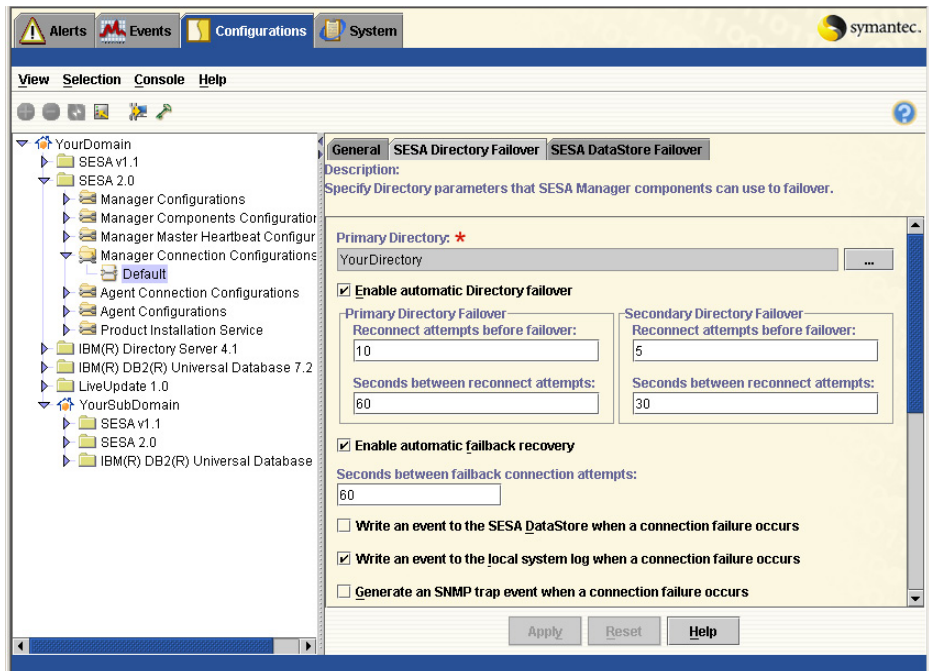 Alerts Events Configurations System symantec.
View Selection Console Help
YourDomain
SESA v1.1
SESA 2.0
Manager Configurations
Manager Components Configuration
Manager Master Heartbeat Configur
Manager Connection Configurations
Default
Agent Connection Configurations
Agent Configurations
Product Installation Service
IBM(R) Directory Server 4.1
IBM(R) DB2(R) Universal Database 7.2
LiveUpdate 1.0
YourSubDomain
SESA v1.1
SESA 2.0
IBM(R) DB2(R) Universal Database
General SESA Directory Failover SESA DataStore Failover
Description:
Specify Directory parameters that SESA Manager components can use to failover.
Primary Directory: *
YourDirectory ...
Enable automatic Directory failover
Primary Directory Failover
Reconnect attempts before failover:
10
Seconds between reconnect attempts:
60
Secondary Directory Failover
Reconnect attempts before failover:
5
Seconds between reconnect attempts:
30
Enable automatic failback recovery
Seconds between failback connection attempts:
60
Write an event to the SESA DataStore when a connection failure occurs
Write an event to the local system log when a connection failure occurs
Generate an SNMP trap event when a connection failure occurs
Apply Reset Help